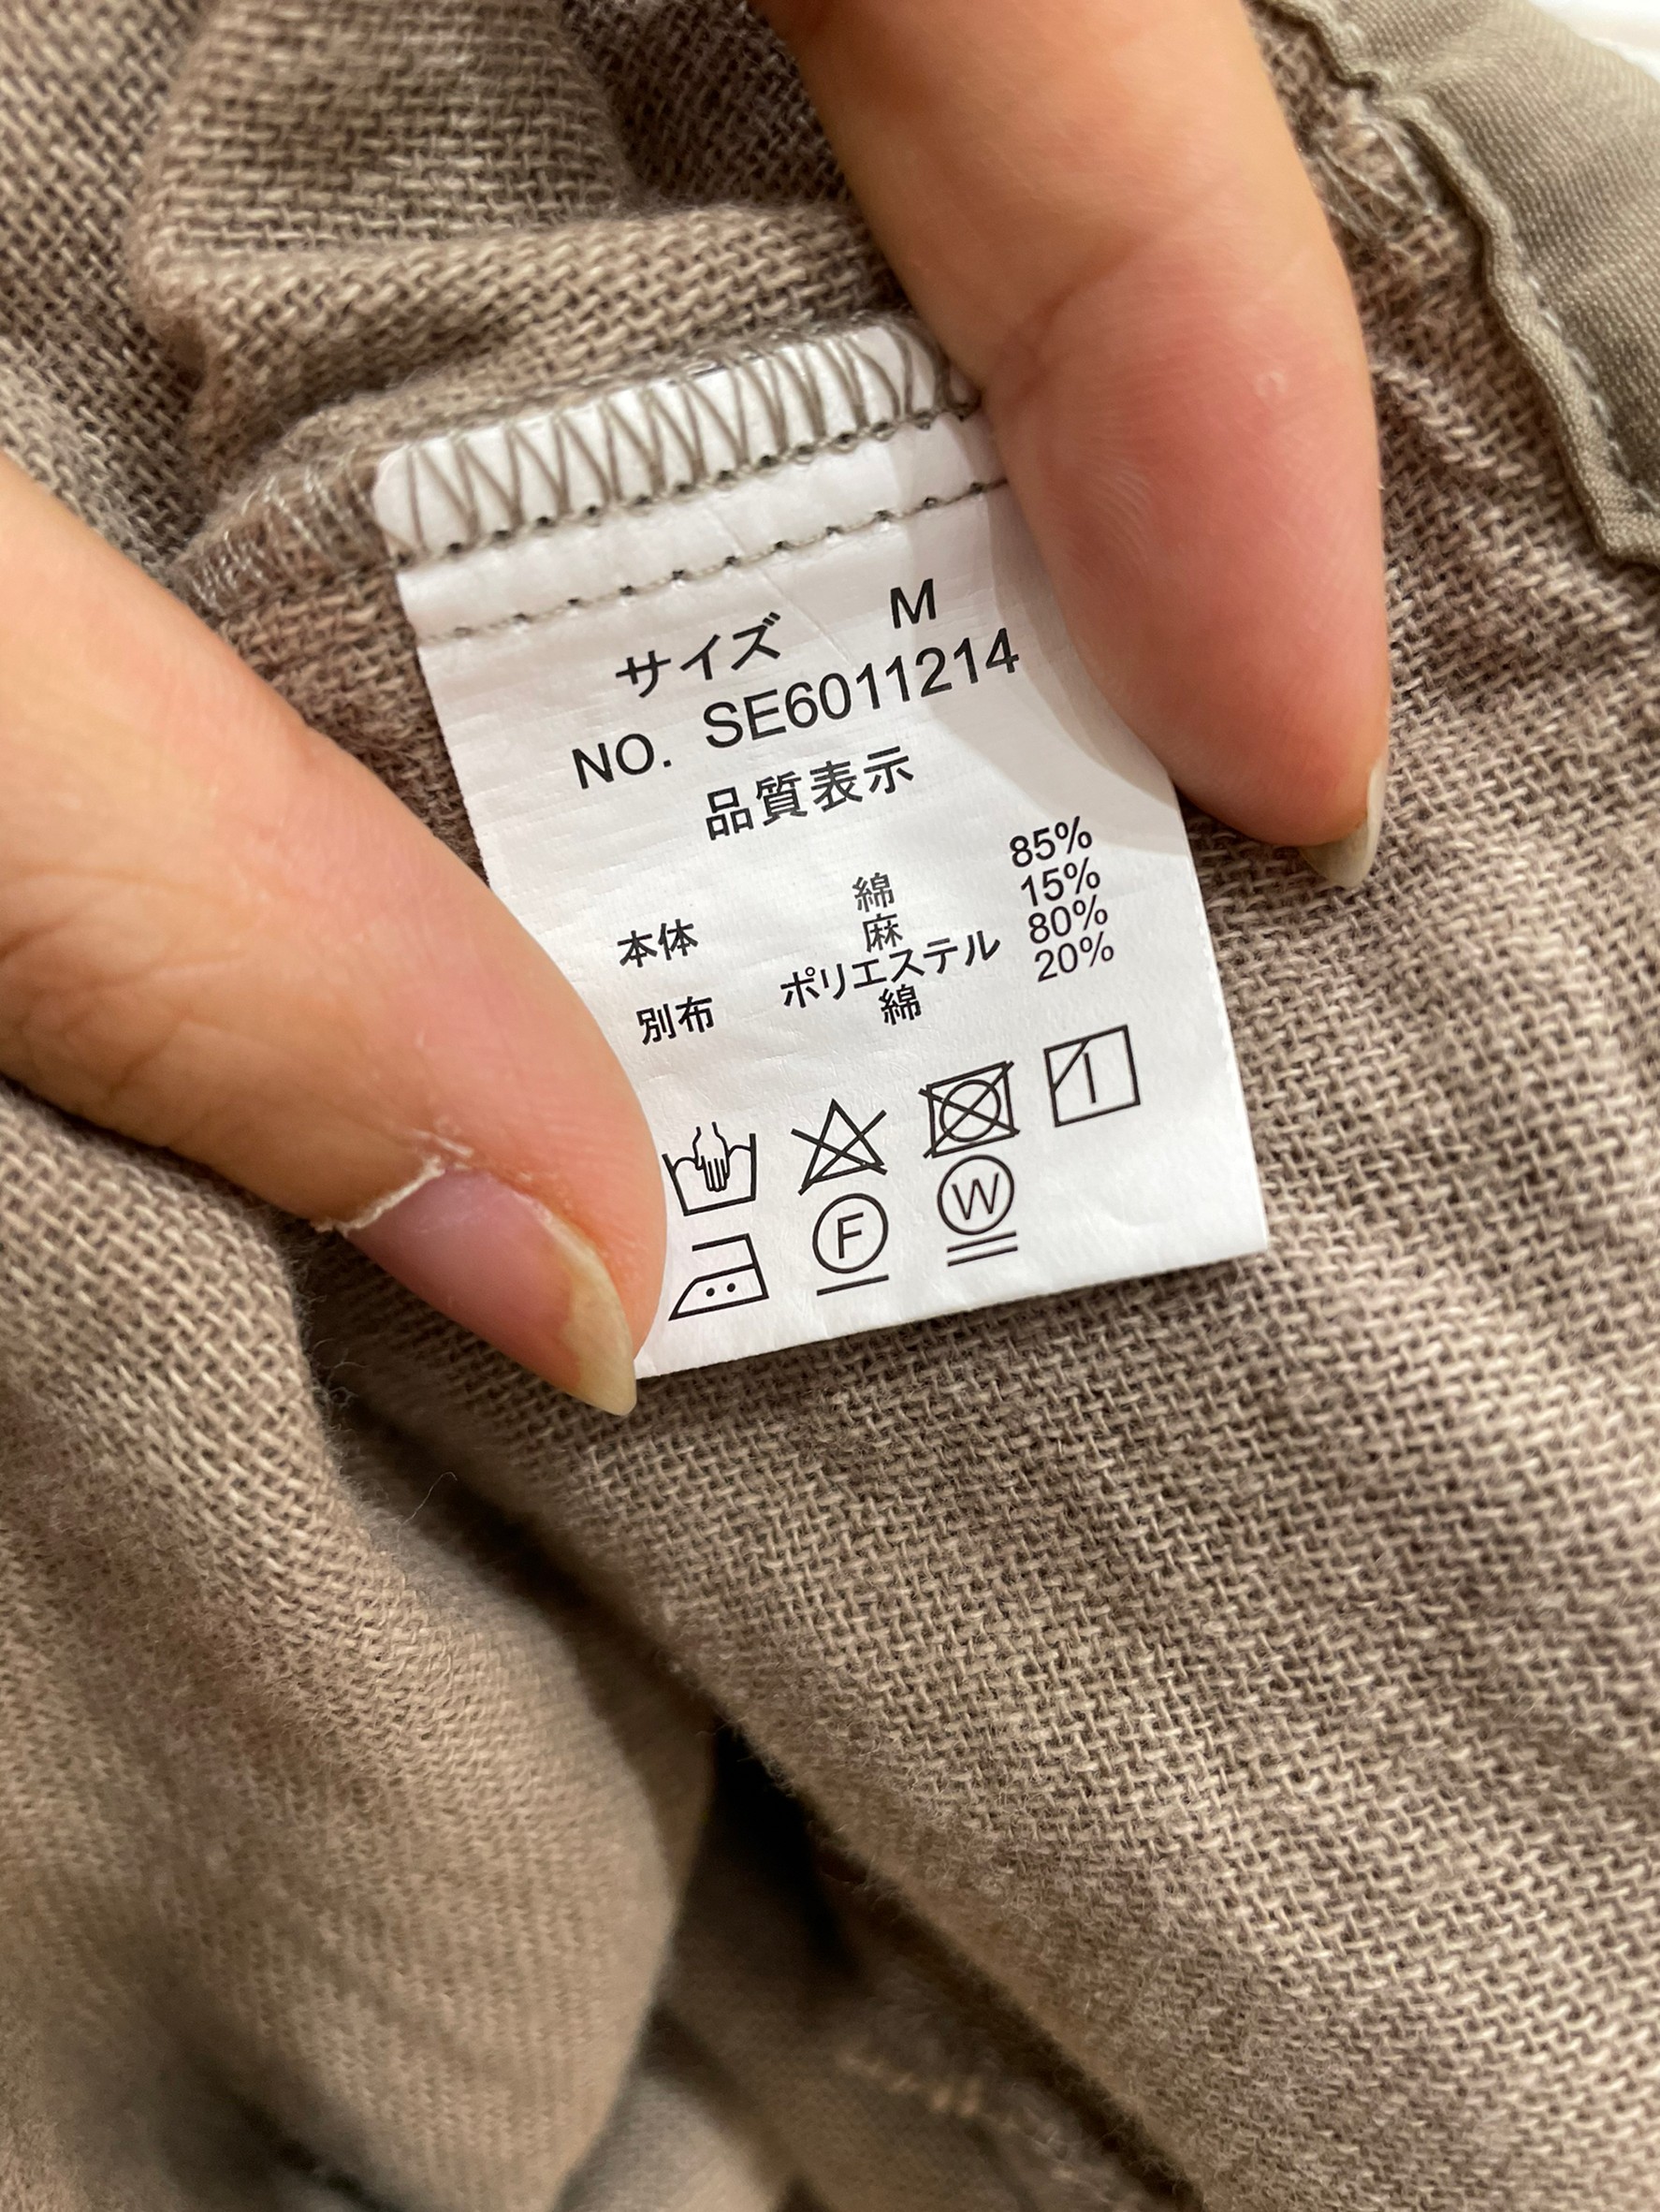 サイズ M
NO. SE6011214
品質表示
本体 綿 85%
麻 15%
別布 ポリエステル 80%
綿 20%
F W